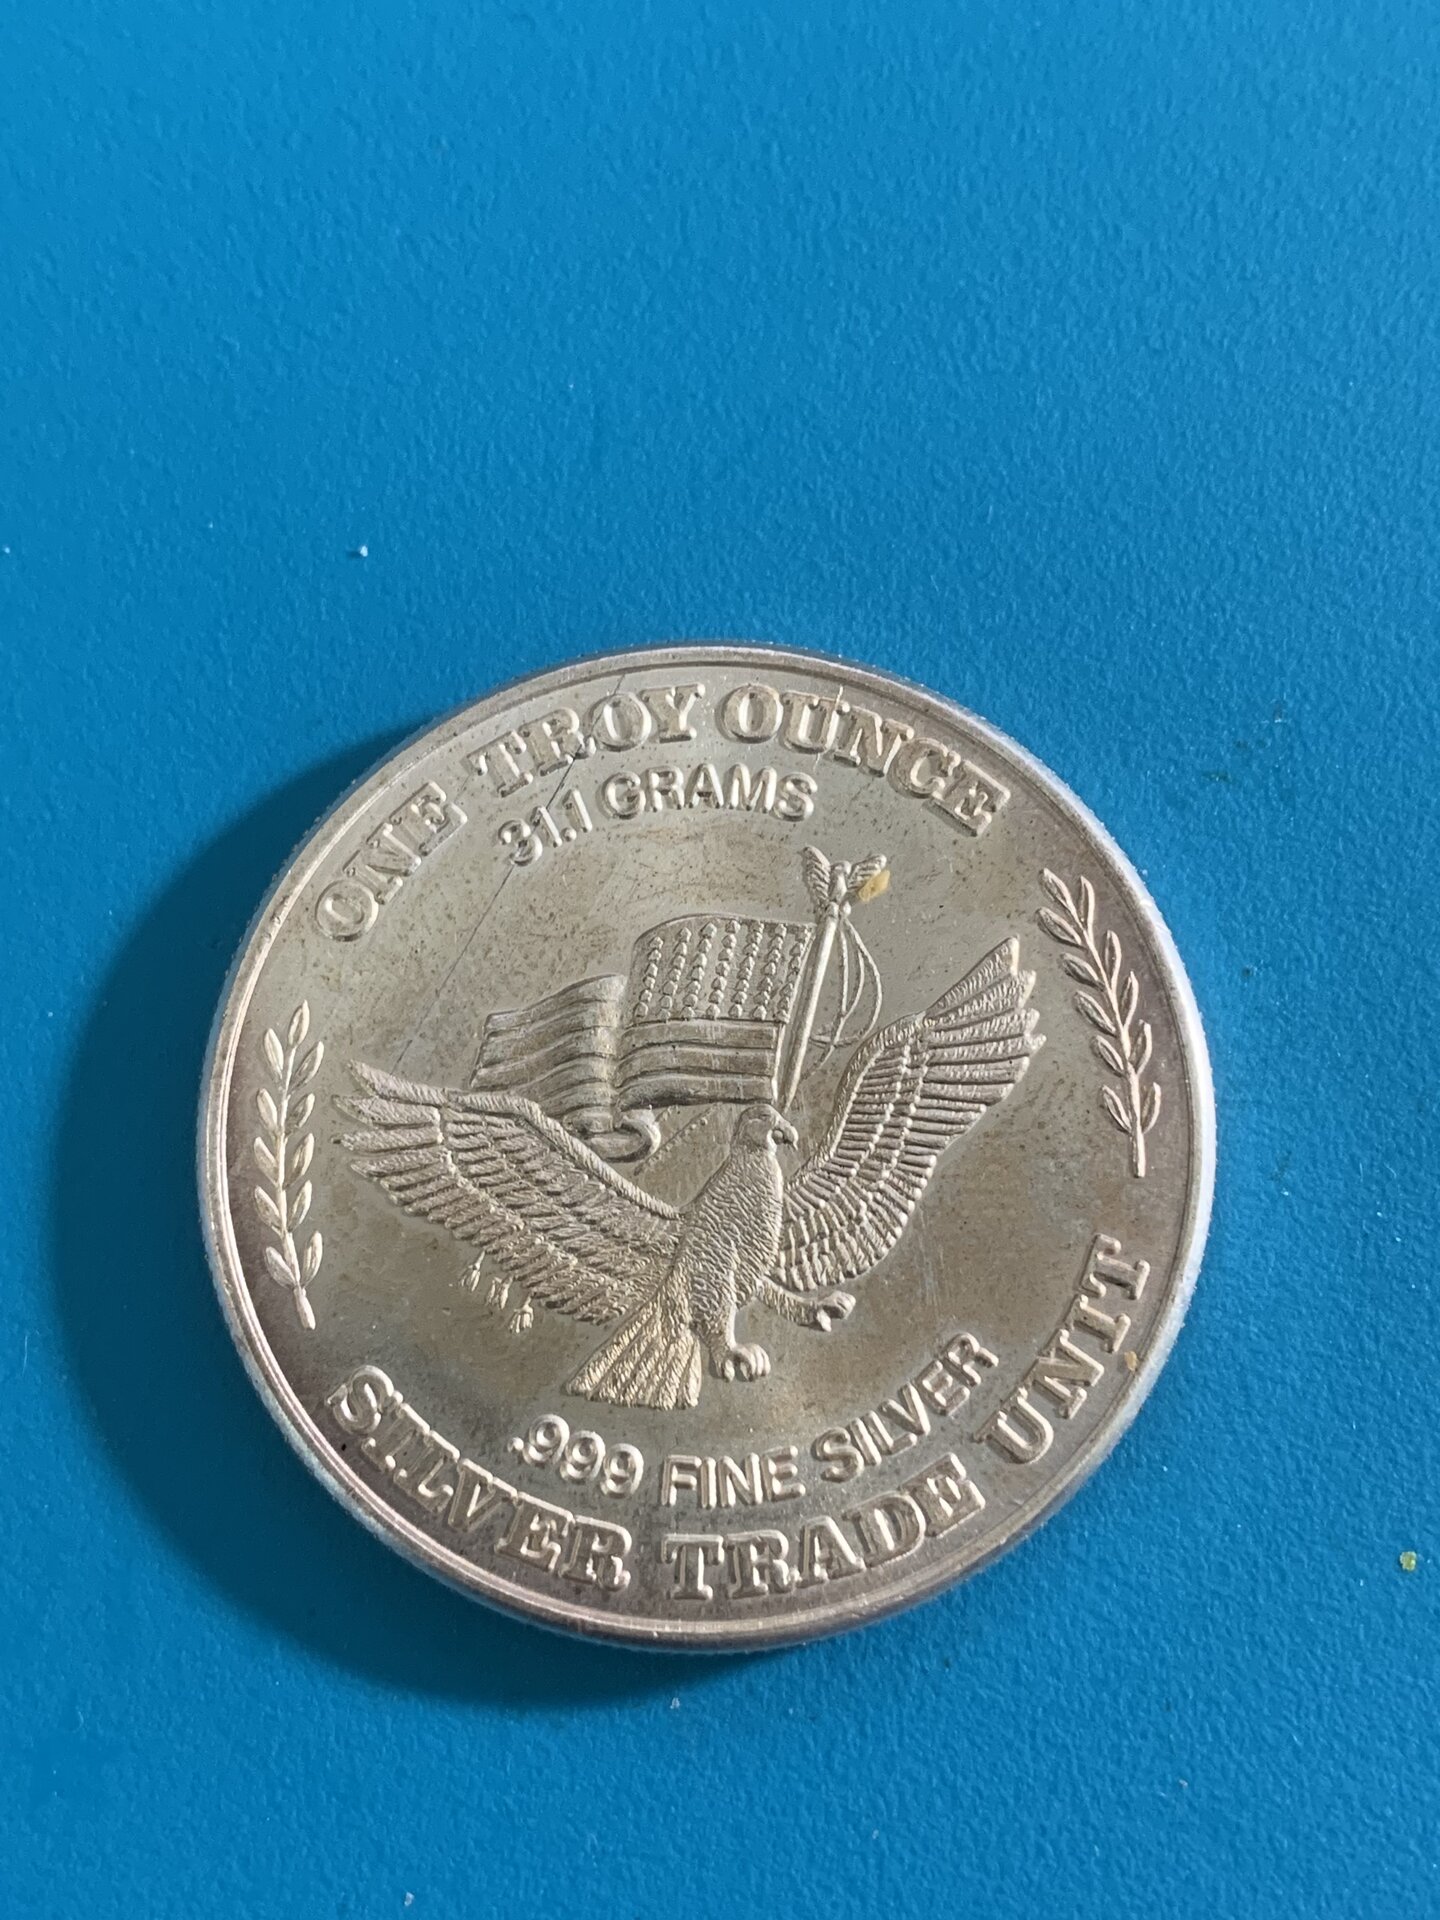 ONE TROY OUNCE
31.1 GRAMS
.999 FINE SILVER
SILVER TRADE UNIT